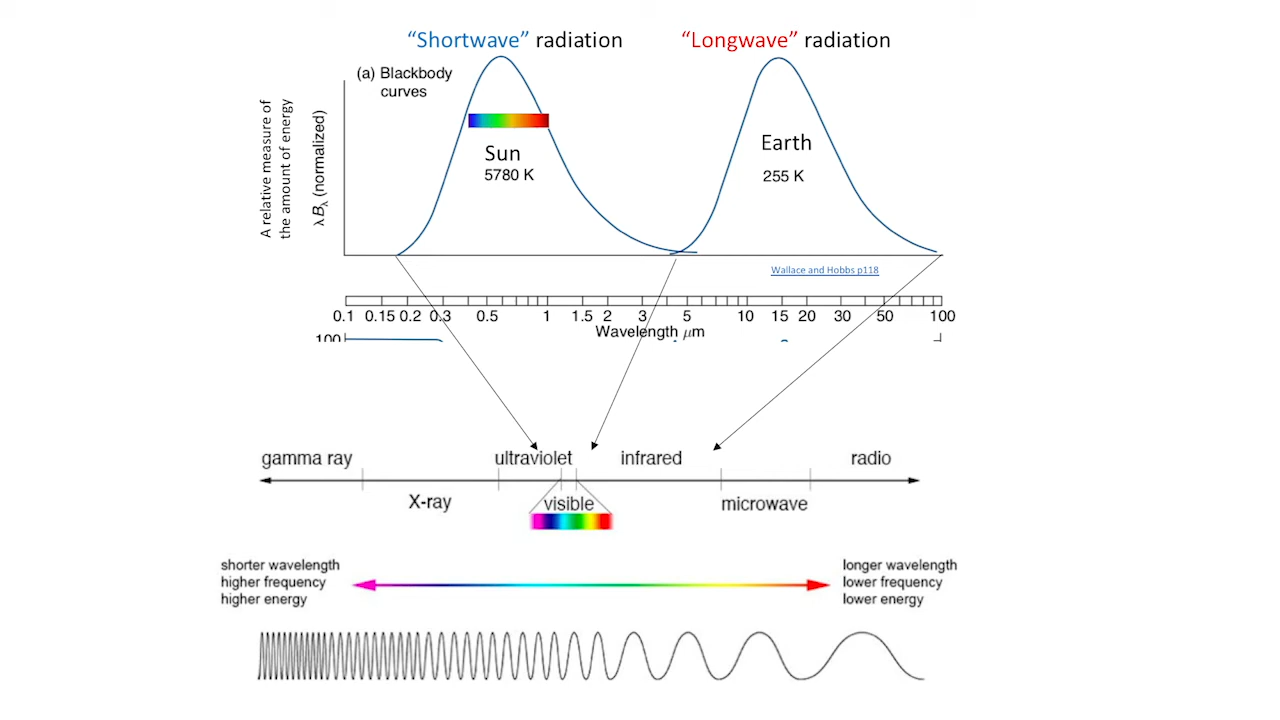 “Shortwave” radiation
“Longwave” radiation
(a) Blackbody
curves
A relative measure of
the amount of energy
λBλ (normalized)
Sun
5780 K
Earth
255 K
Wallace and Hobbs p118
0.1 0.15 0.2 0.3 0.5 1 1.5 2 3 5 10 15 20 30 50 100
Wavelength μm
100
gamma ray ultraviolet infrared radio
X-ray visible microwave
shorter wavelength
higher frequency
higher energy
longer wavelength
lower frequency
lower energy